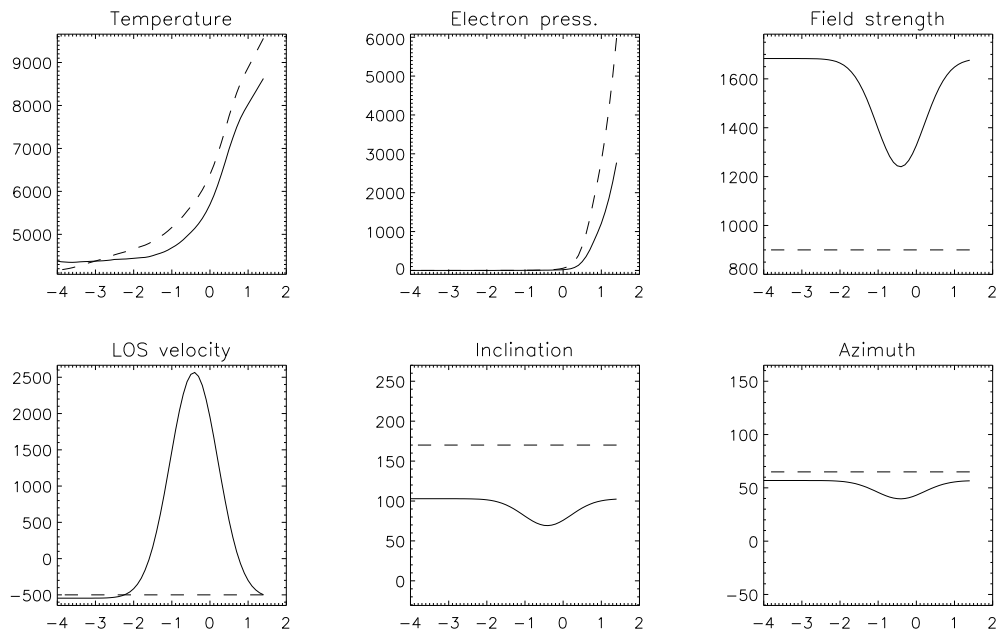 Temperature
Electron press.
Field strength
9000
8000
7000
6000
5000
-4 -3 -2 -1 0 1 2
6000
5000
4000
3000
2000
1000
0
-4 -3 -2 -1 0 1 2
1600
1400
1200
1000
800
-4 -3 -2 -1 0 1 2
LOS velocity
Inclination
Azimuth
2500
2000
1500
1000
500
0
-500
-4 -3 -2 -1 0 1 2
250
200
150
100
50
0
-4 -3 -2 -1 0 1 2
150
100
50
0
-50
-4 -3 -2 -1 0 1 2